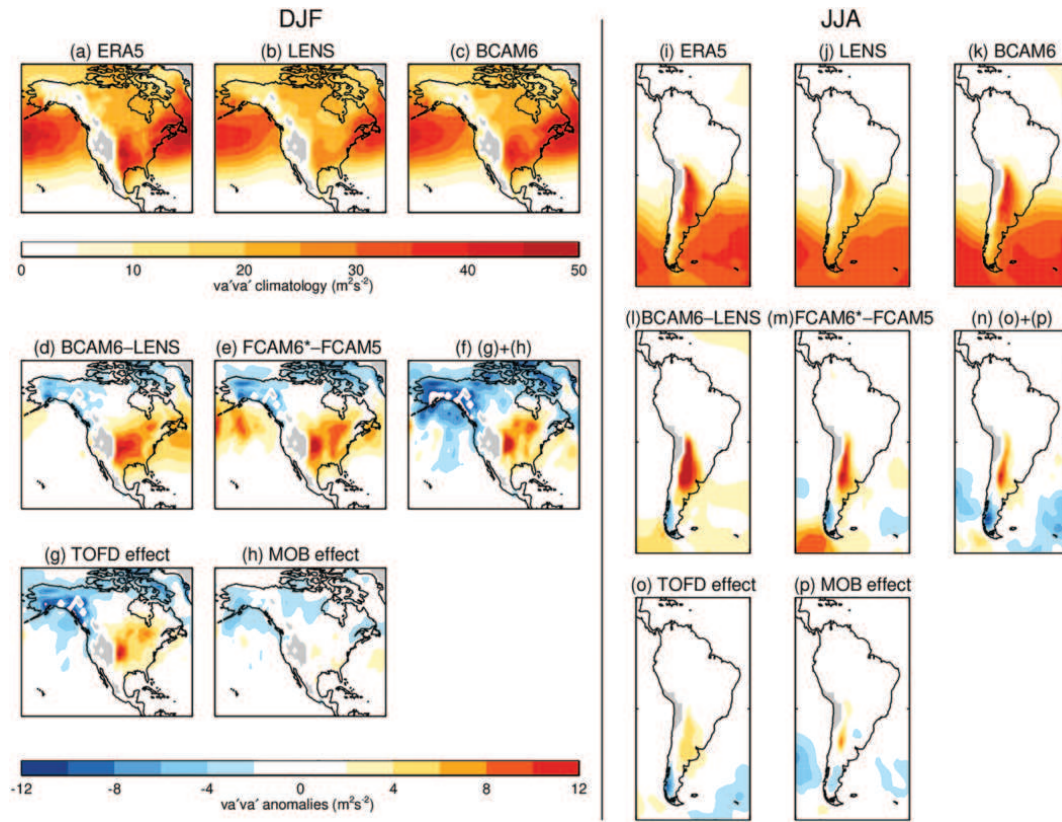 DJF
(a) ERA5
(b) LENS
(c) BCAM6
0 10 20 30 40 50
va'va' climatology (m²s⁻²)
(d) BCAM6–LENS
(e) FCAM6*–FCAM5
(f) (g)+(h)
(g) TOFD effect
(h) MOB effect
-12 -8 -4 0 4 8 12
va'va' anomalies (m²s⁻²)
JJA
(i) ERA5
(j) LENS
(k) BCAM6
(l)BCAM6–LENS
(m)FCAM6*–FCAM5
(n) (o)+(p)
(o) TOFD effect
(p) MOB effect